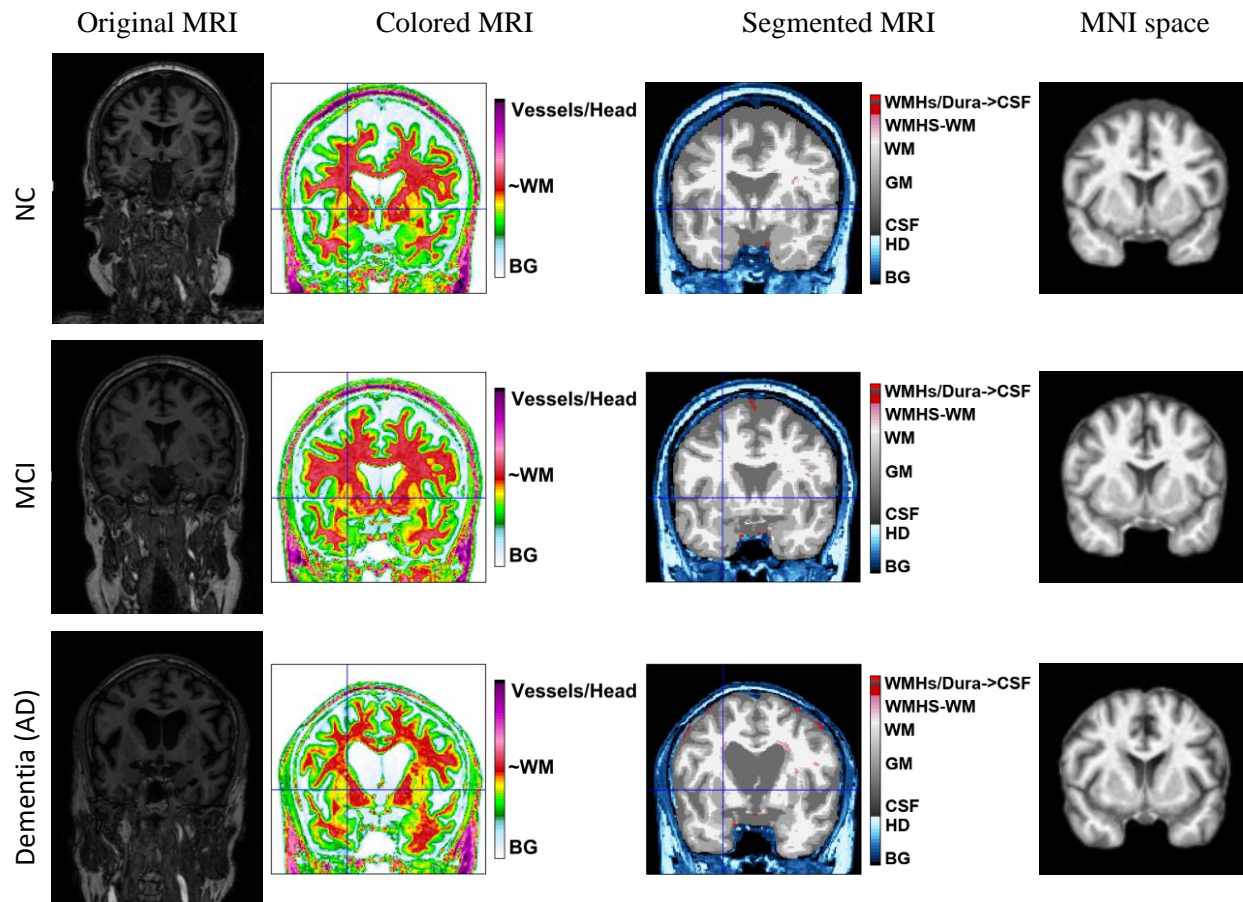 Original MRI
Colored MRI
Segmented MRI
MNI space
NC
Vessels/Head
~WM
BG
WMHs/Dura->CSF
WMHS-WM
WM
GM
CSF
HD
BG
MCI
Vessels/Head
~WM
BG
WMHs/Dura->CSF
WMHS-WM
WM
GM
CSF
HD
BG
Dementia (AD)
Vessels/Head
~WM
BG
WMHs/Dura->CSF
WMHS-WM
WM
GM
CSF
HD
BG